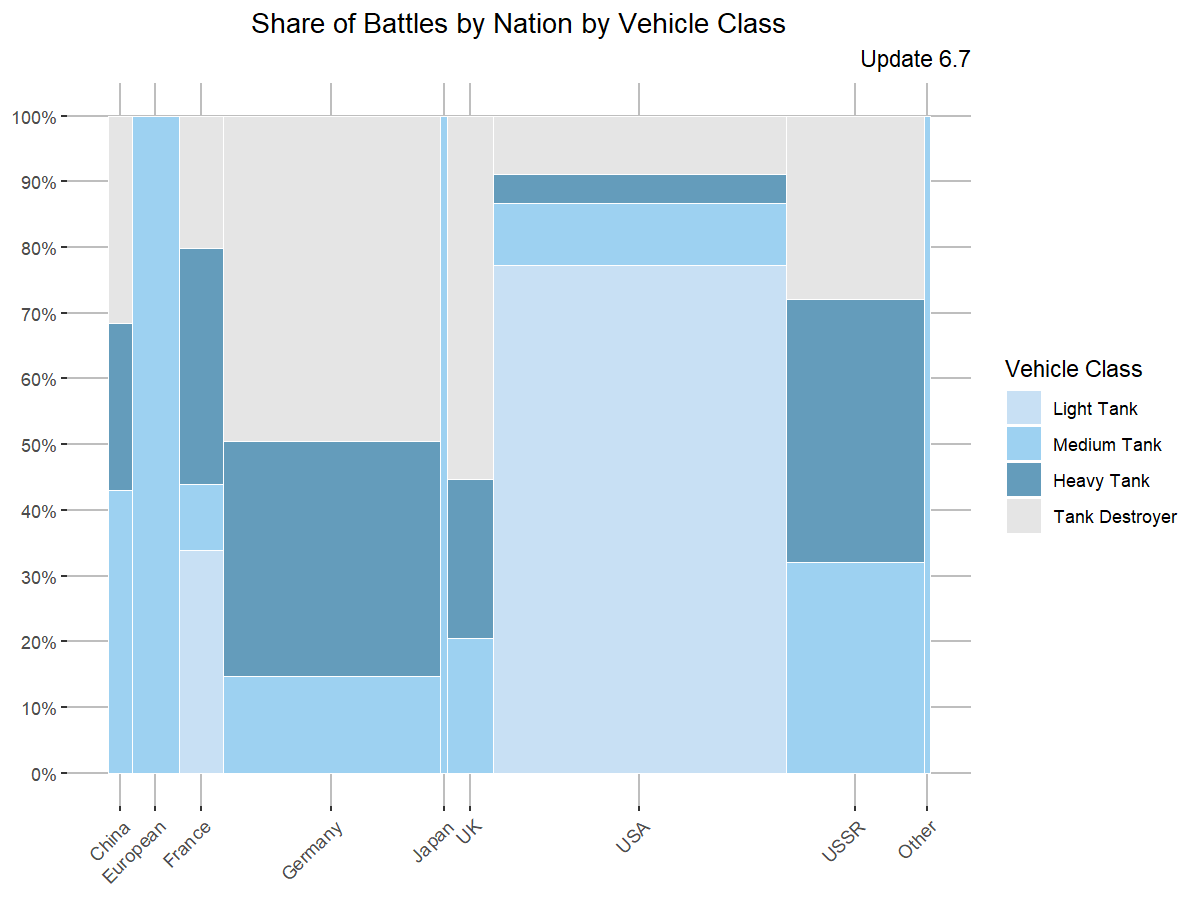 Share of Battles by Nation by Vehicle Class
Update 6.7
100%
90%
80%
70%
60%
50%
40%
30%
20%
10%
0%
China
European
France
Germany
Japan
UK
USA
USSR
Other
Vehicle Class
Light Tank
Medium Tank
Heavy Tank
Tank Destroyer